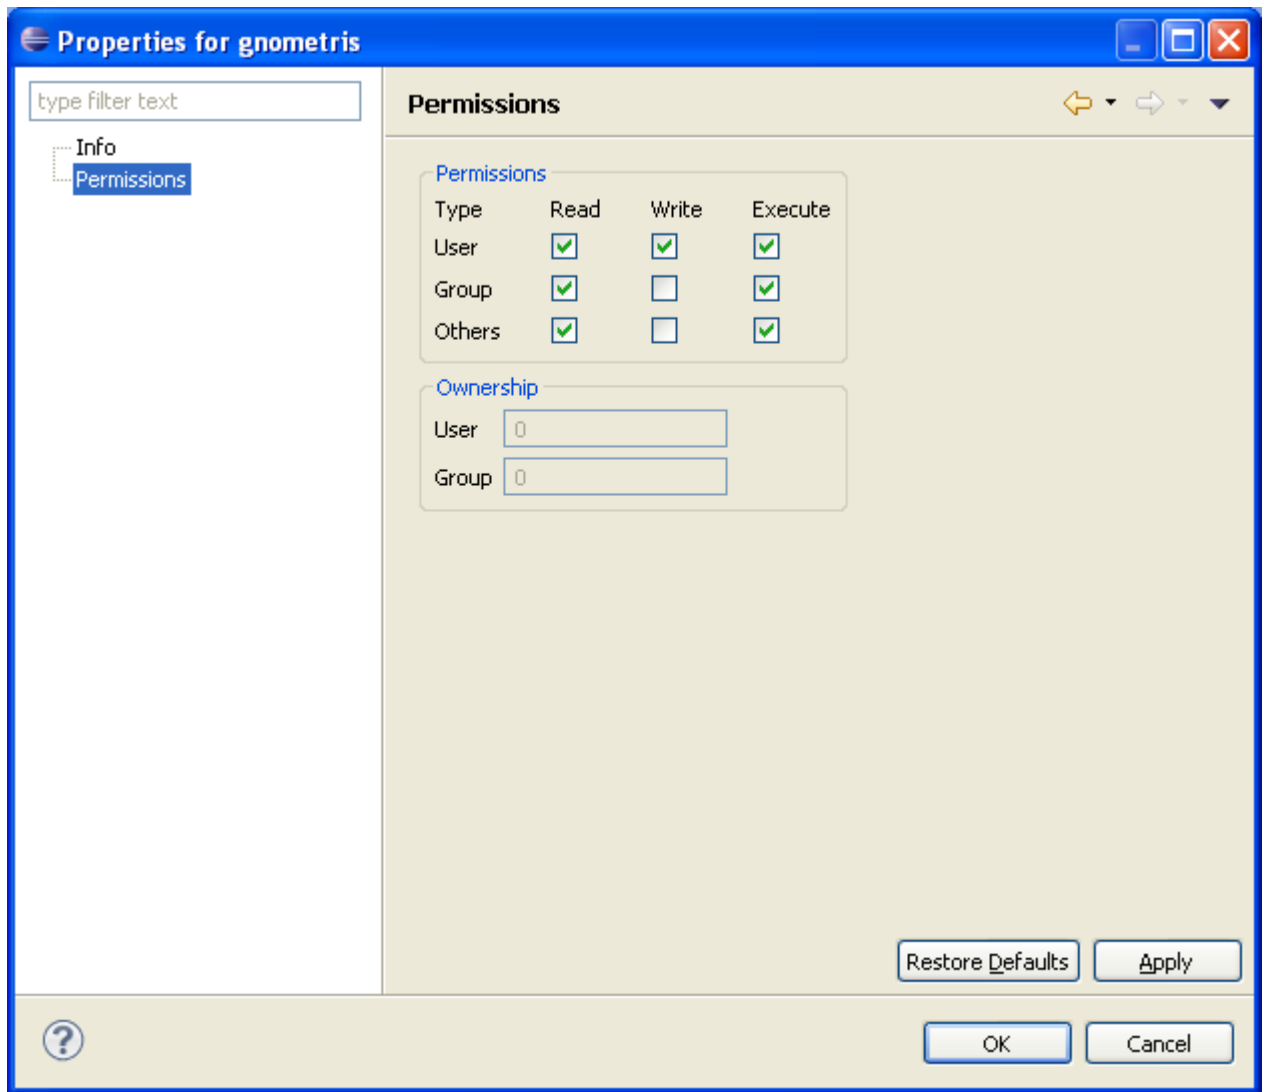 Properties for gnometris
type filter text
Info
Permissions
Permissions
Permissions
Type Read Write Execute
User
Group
Others
Ownership
User 0
Group 0
Restore Defaults Apply
? OK Cancel